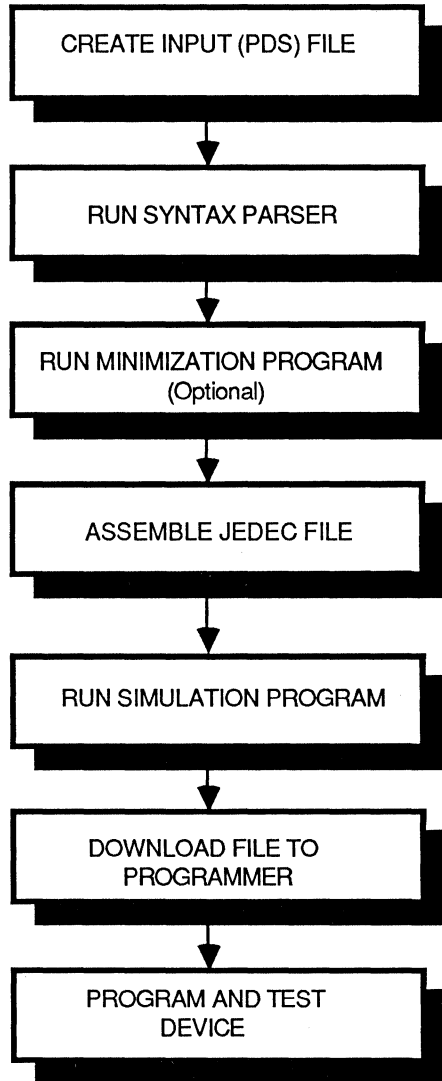 CREATE INPUT (PDS) FILE
RUN SYNTAX PARSER
RUN MINIMIZATION PROGRAM
(Optional)
ASSEMBLE JEDEC FILE
RUN SIMULATION PROGRAM
DOWNLOAD FILE TO
PROGRAMMER
PROGRAM AND TEST
DEVICE